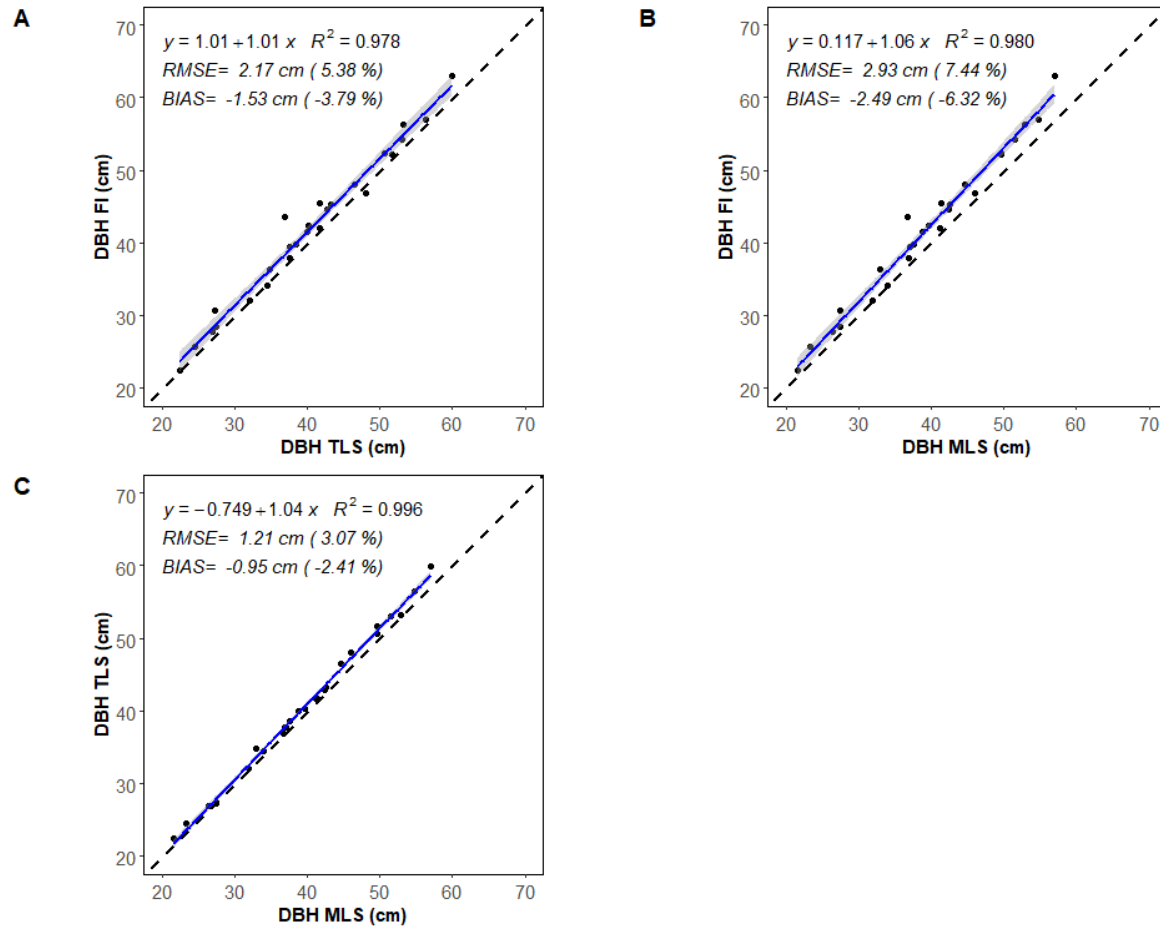 A
y = 1.01 + 1.01 x R² = 0.978
RMSE= 2.17 cm ( 5.38 %)
BIAS= -1.53 cm ( -3.79 %)
70
60
50
40
30
20
DBH FI (cm)
20 30 40 50 60 70
DBH TLS (cm)
B
y = 0.117 + 1.06 x R² = 0.980
RMSE= 2.93 cm ( 7.44 %)
BIAS= -2.49 cm ( -6.32 %)
70
60
50
40
30
20
DBH FI (cm)
20 30 40 50 60 70
DBH MLS (cm)
C
y = −0.749 + 1.04 x R² = 0.996
RMSE= 1.21 cm ( 3.07 %)
BIAS= -0.95 cm ( -2.41 %)
70
60
50
40
30
20
DBH TLS (cm)
20 30 40 50 60 70
DBH MLS (cm)